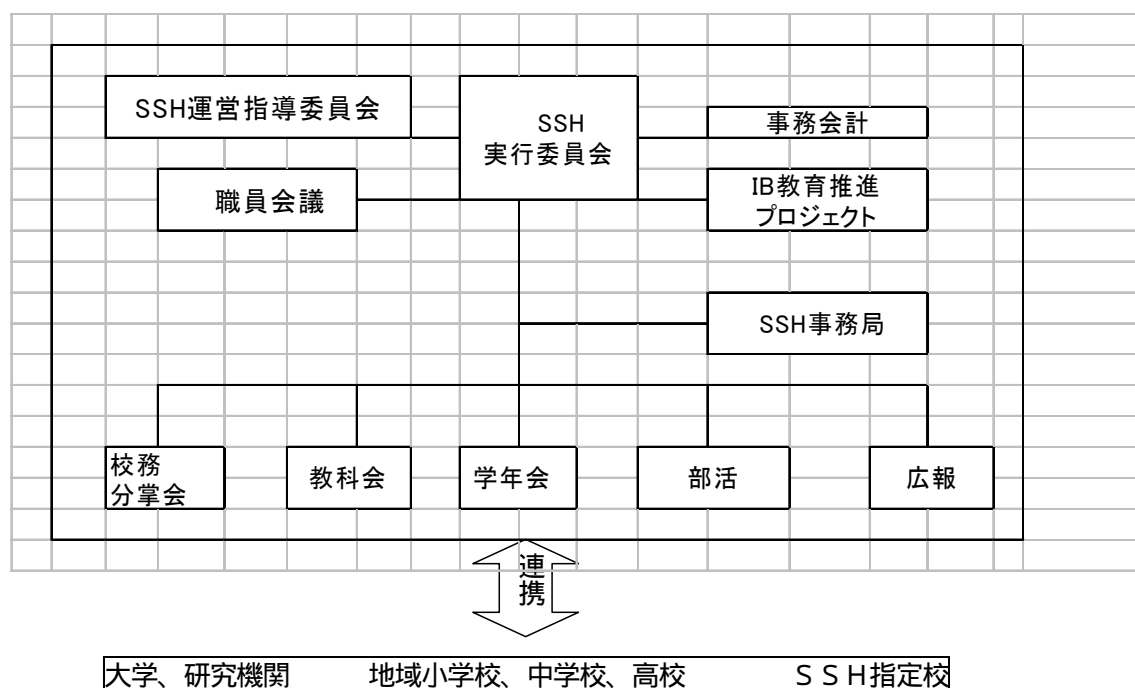 SSH運営指導委員会
SSH
実行委員会
事務会計
職員会議
IB教育推進
プロジェクト
SSH事務局
校務
分掌会
教科会
学年会
部活
広報
連
携
大学、研究機関　　　地域小学校、中学校、高校　　　　ＳＳＨ指定校